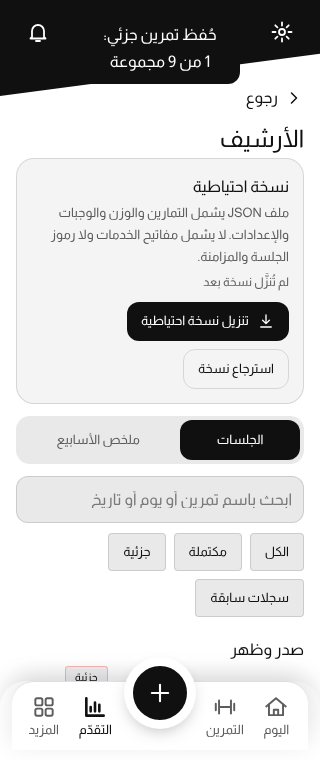 حُفظ تمرين جزئي:
1 من 9 مجموعة
رجوع
الأرشيف
نسخة احتياطية
ملف JSON يشمل التمارين والوزن والوجبات
والإعدادات. لا يشمل مفاتيح الخدمات ولا رموز
الجلسة والمزامنة.
لم تُنزَّل نسخة بعد
تنزيل نسخة احتياطية
استرجاع نسخة
الجلسات
ملخص الأسابيع
ابحث باسم تمرين أو يوم أو تاريخ
الكل
مكتملة
جزئية
سجلات سابقة
صدر وظهر
جزئية
اليوم
التمرين
التقدّم
المزيد